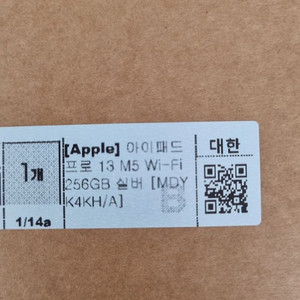 1개
1/14a
[Apple] 아이패드
프로 13 M5 Wi-Fi
256GB 실버 [MDY
K4KH/A]
B
대한